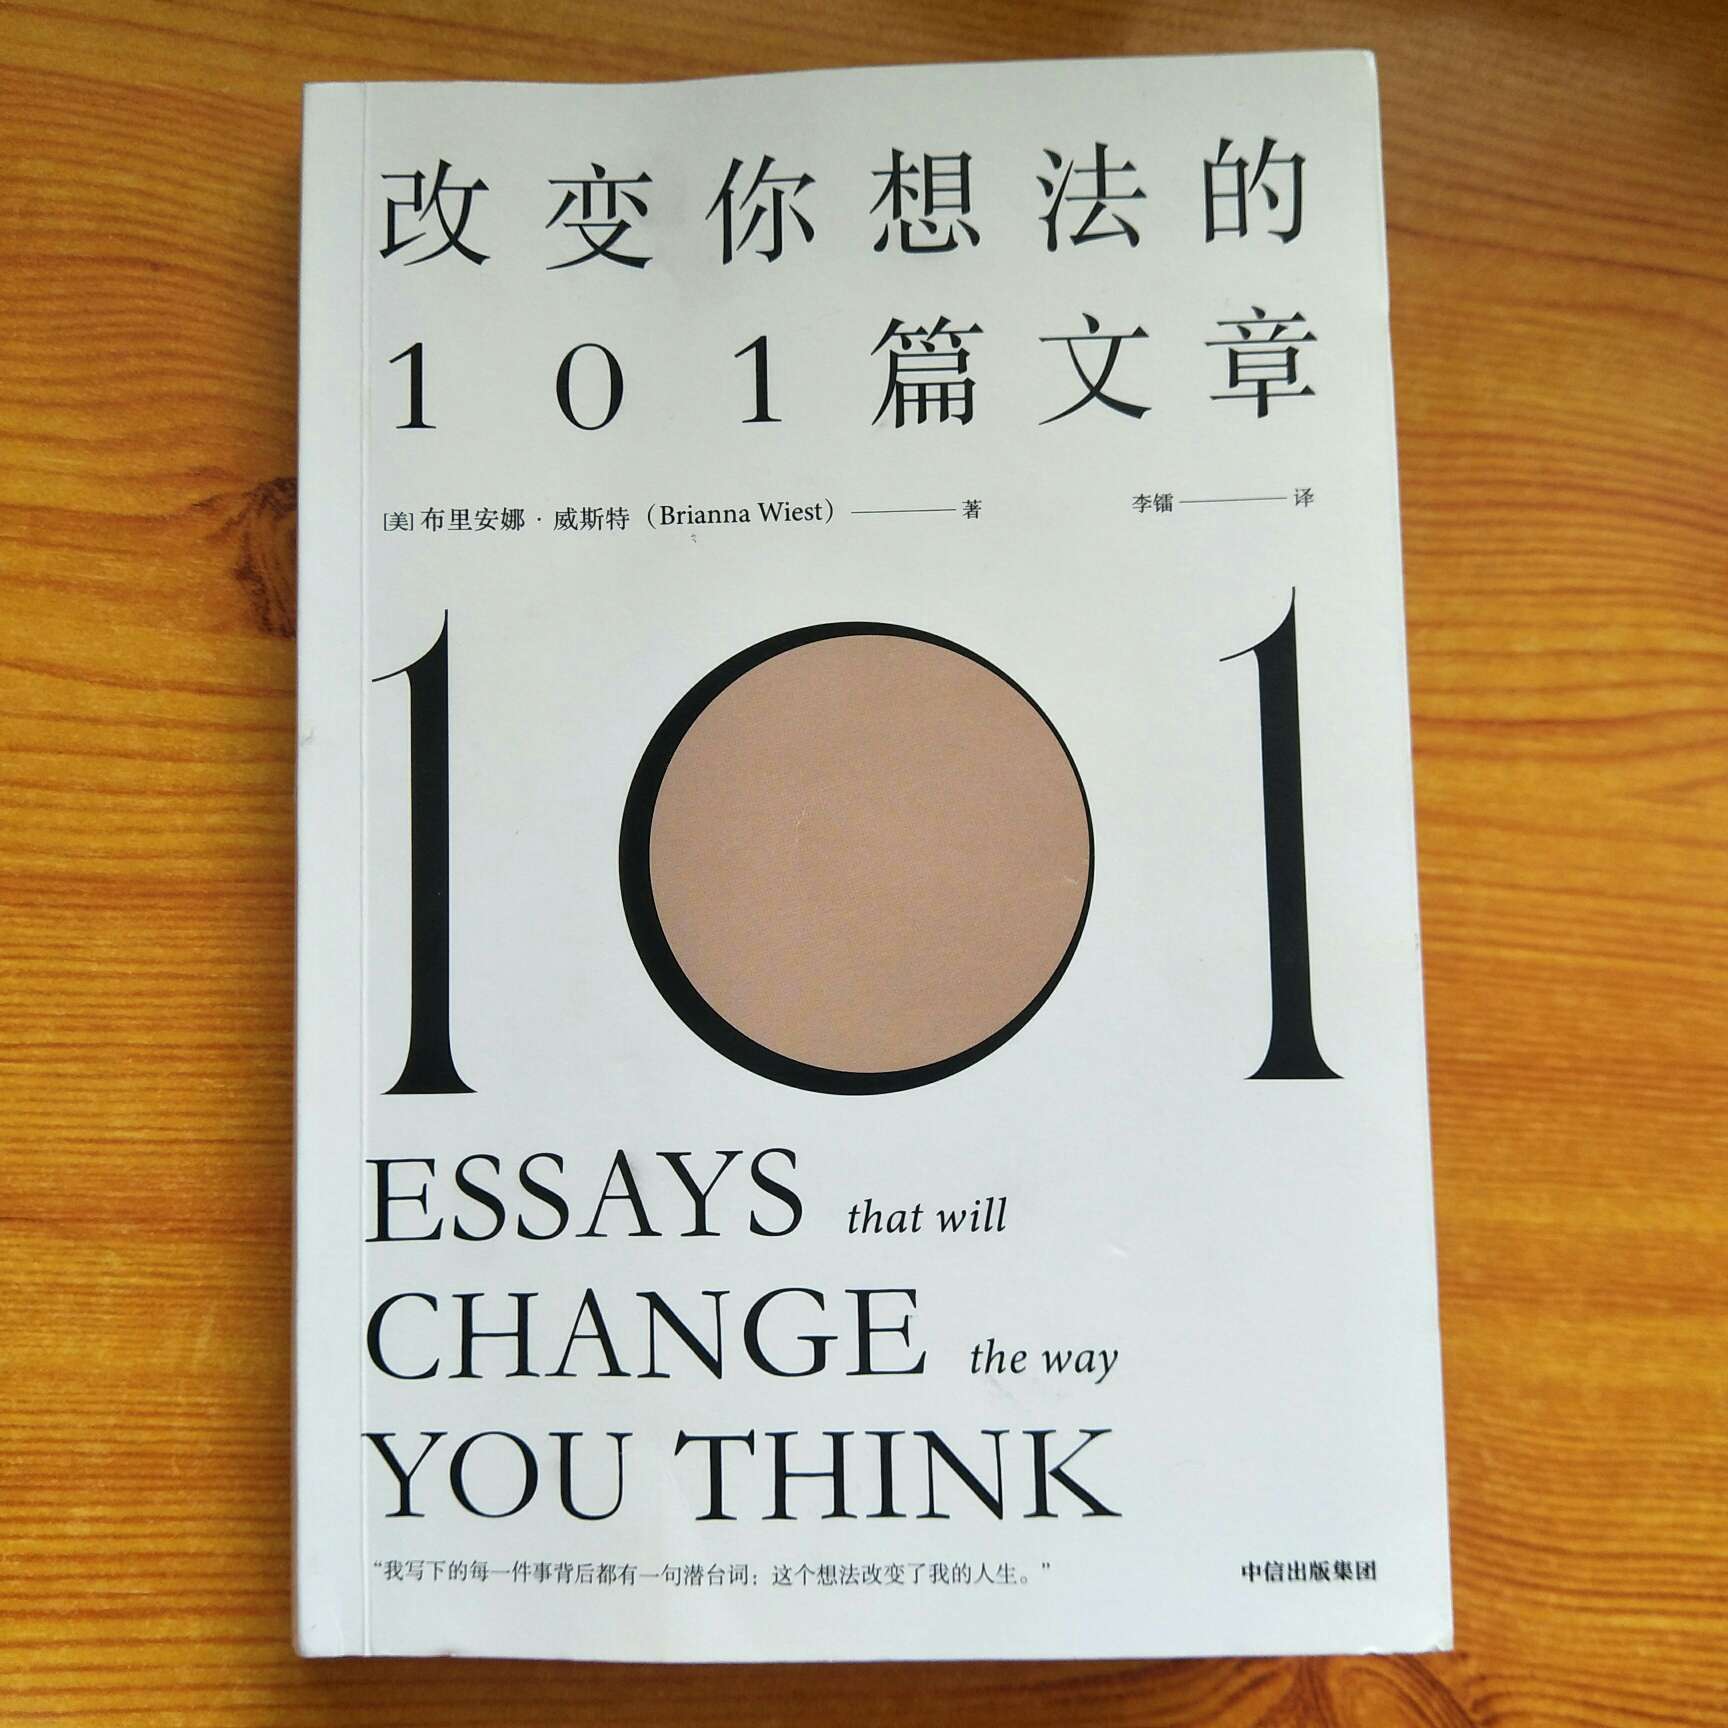 改变你想法的
101篇文章
[美]布里安娜·威斯特（Brianna Wiest）——著 李镭——译
101
ESSAYS that will
CHANGE the way
YOU THINK
“我写下的每一件事背后都有一句潜台词：这个想法改变了我的人生。” 中信出版集团